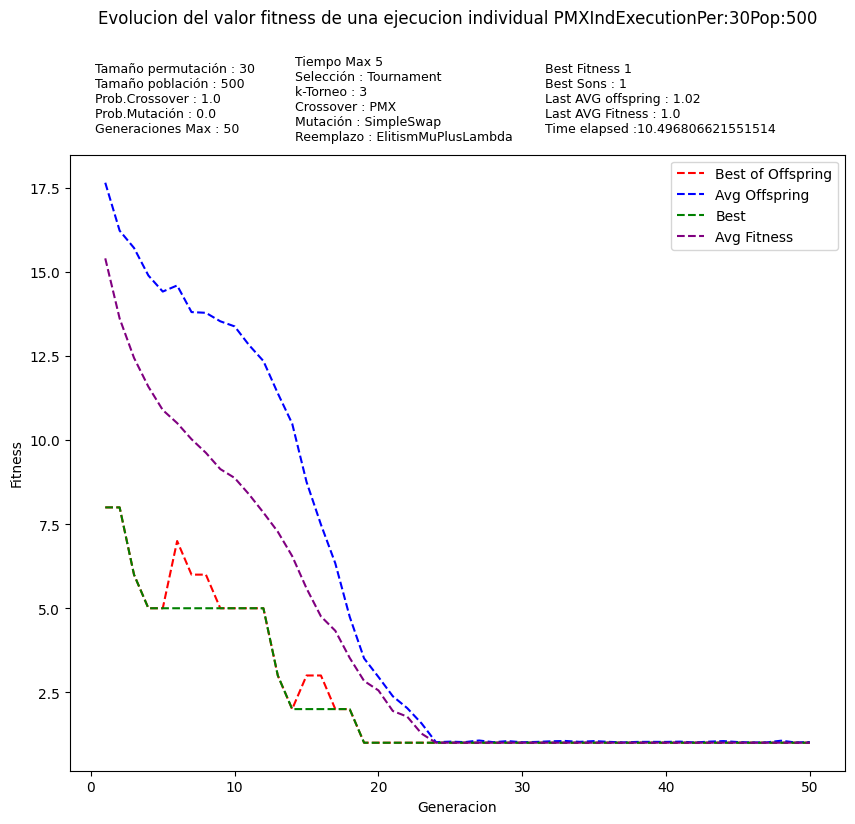 Evolucion del valor fitness de una ejecucion individual PMXIndExecutionPer:30Pop:500
Tamaño permutación : 30
Tamaño población : 500
Prob.Crossover : 1.0
Prob.Mutación : 0.0
Generaciones Max : 50
Tiempo Max 5
Selección : Tournament
k-Torneo : 3
Crossover : PMX
Mutación : SimpleSwap
Reemplazo : ElitismMuPlusLambda
Best Fitness 1
Best Sons : 1
Last AVG offspring : 1.02
Last AVG Fitness : 1.0
Time elapsed :10.496806621551514
Best of Offspring
Avg Offspring
Best
Avg Fitness
Fitness
17.5
15.0
12.5
10.0
7.5
5.0
2.5
0
10
20
30
40
50
Generacion